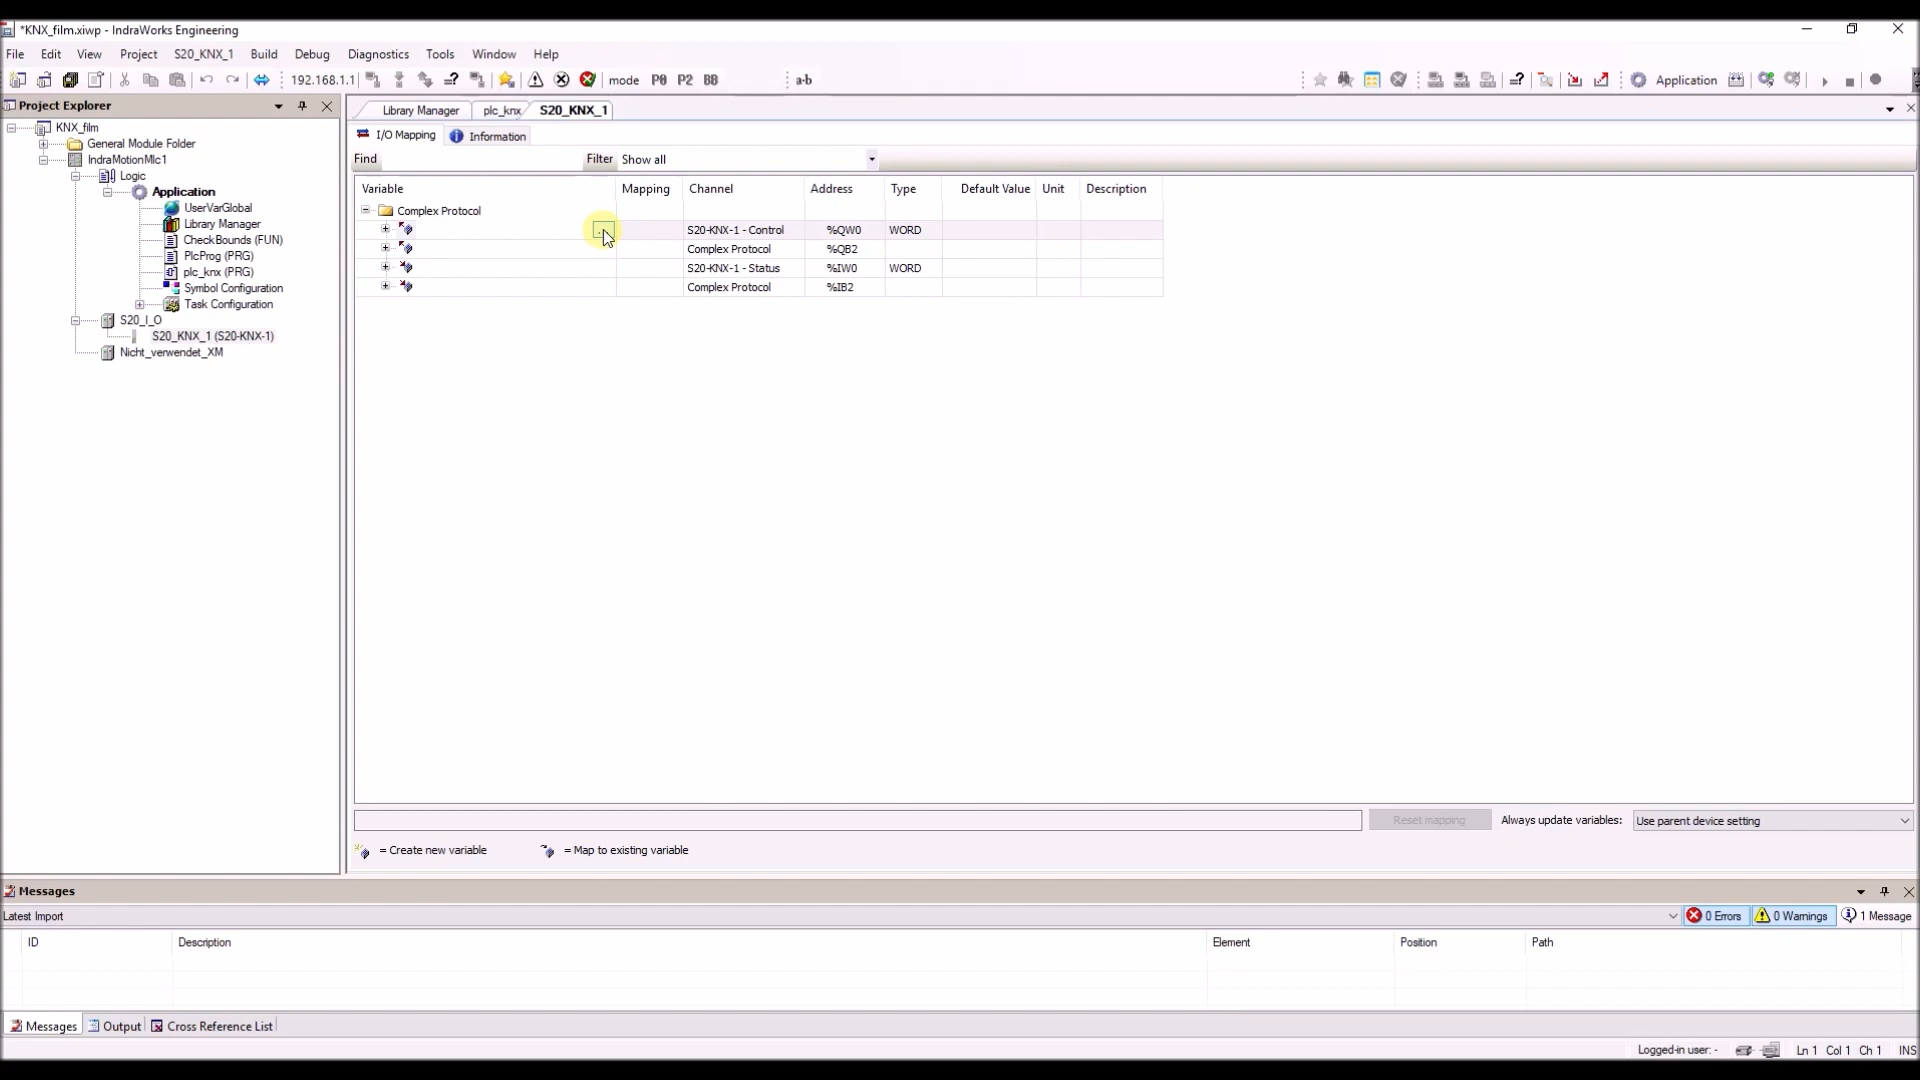 *KNX_film.xiwp - IndraWorks Engineering
File Edit View Project S20_KNX_1 Build Debug Diagnostics Tools Window Help
192.168.1.1 mode P0 P2 BB a-b Application
Project Explorer
KNX_film
General Module Folder
IndraMotionMlc1
Logic
Application
UserVarGlobal
Library Manager
CheckBounds (FUN)
PlcProg (PRG)
plc_knx (PRG)
Symbol Configuration
Task Configuration
S20_I_O
S20_KNX_1 (S20-KNX-1)
Nicht_verwendet_XM
Library Manager plc_knx S20_KNX_1
I/O Mapping Information
Find Filter Show all
Variable Mapping Channel Address Type Default Value Unit Description
Complex Protocol
S20-KNX-1 - Control %QW0 WORD
Complex Protocol %QB2
S20-KNX-1 - Status %IW0 WORD
Complex Protocol %IB2
Reset mapping Always update variables: Use parent device setting
= Create new variable = Map to existing variable
Messages
Latest Import 0 Errors 0 Warnings 1 Message
ID Description Element Position Path
Messages Output Cross Reference List
Logged-in user: - Ln 1 Col 1 Ch 1 INS